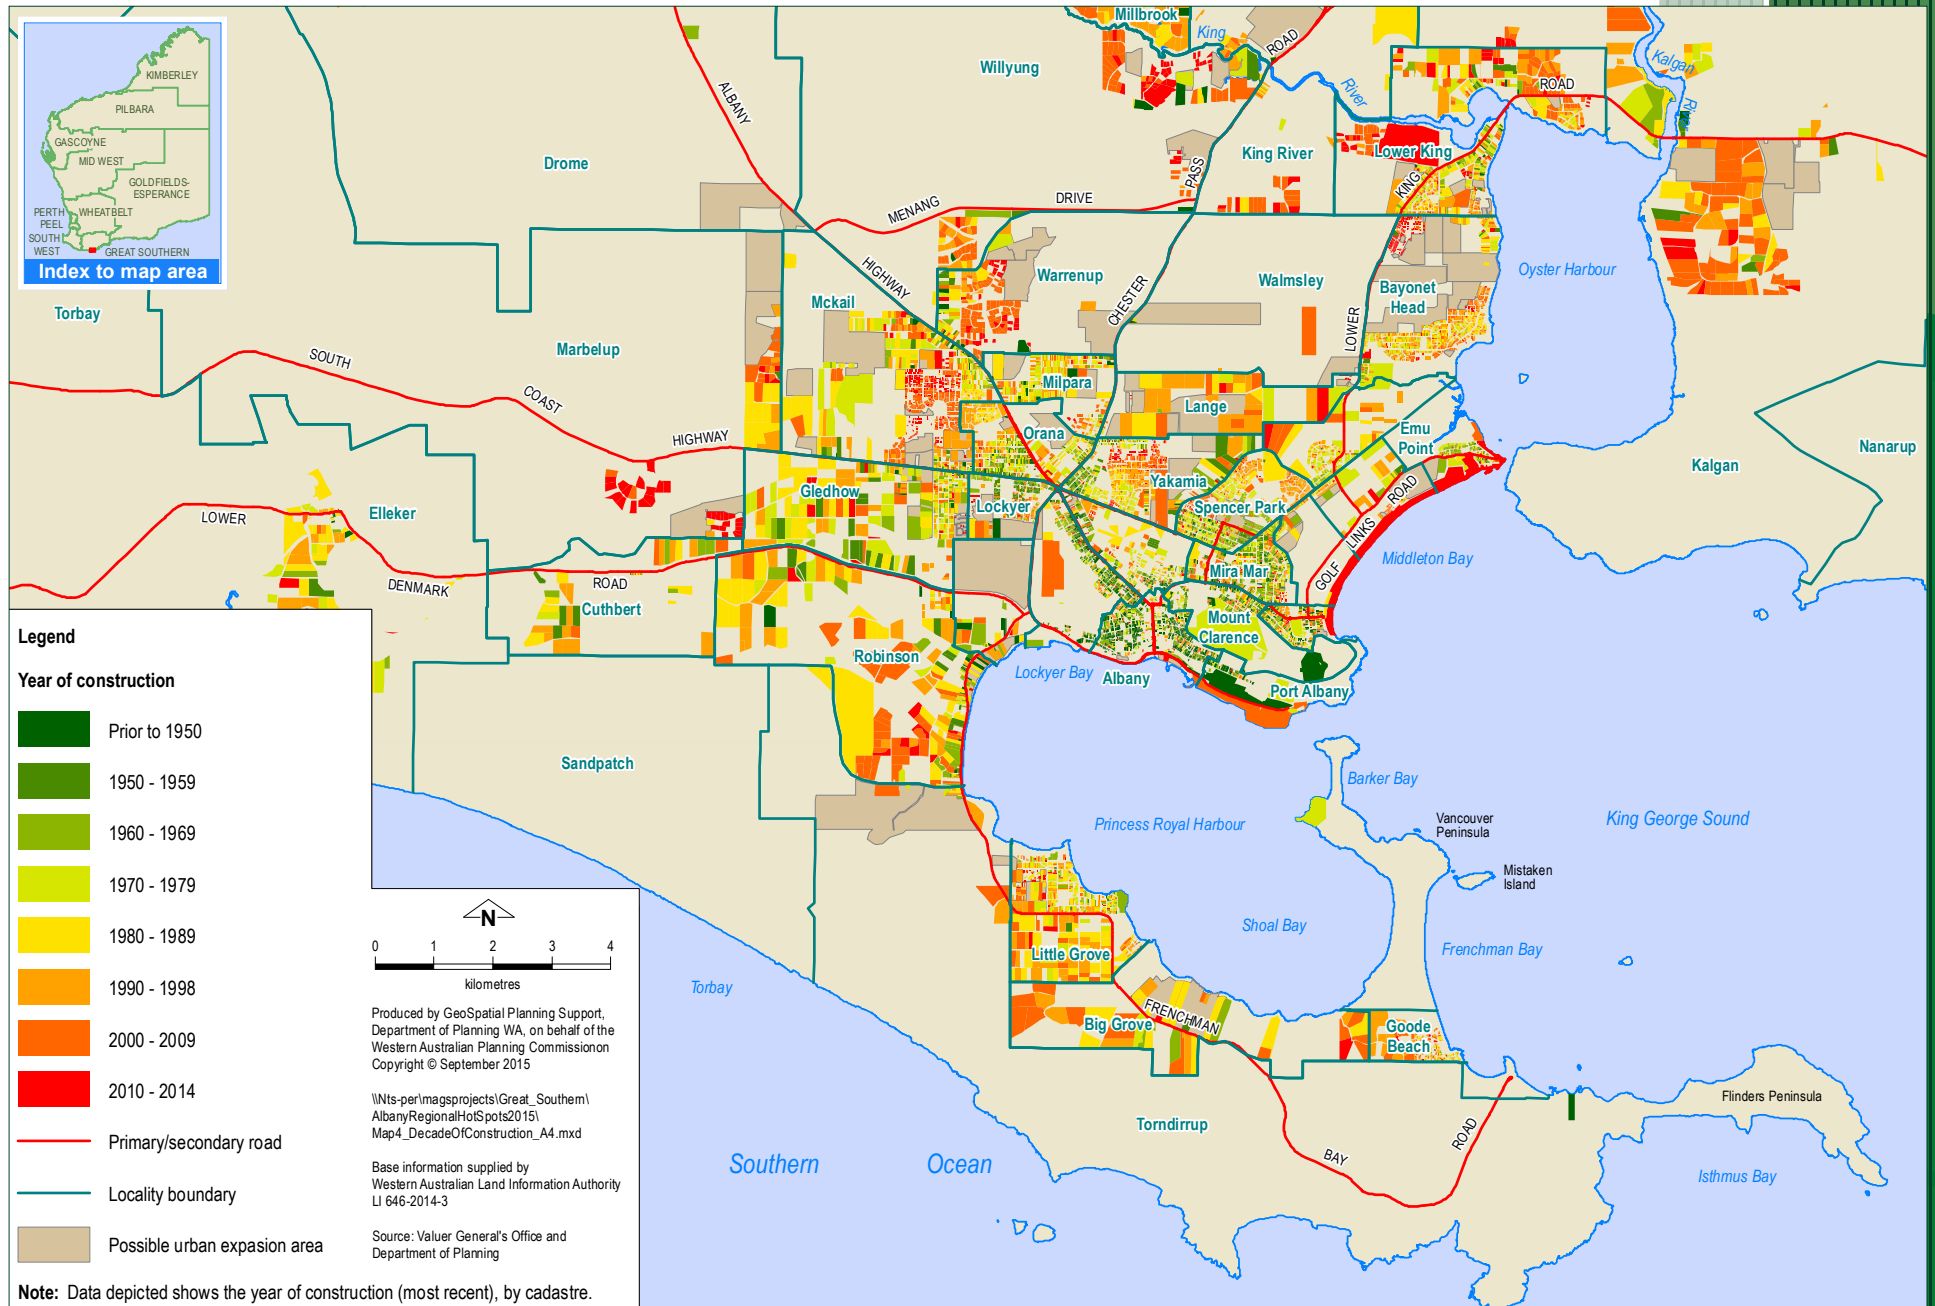 KIMBERLEY
PILBARA
GASCOYNE
MID WEST
GOLDFIELDS-
ESPERANCE
PERTH
PEEL
WHEATBELT
SOUTH
WEST
GREAT SOUTHERN
Index to map area
Millbrook
King
ROAD
Kalgan
River
Willyung
River
ROAD
ALBANY
Drome
King River
Lower King
PASS
KING
MENANG
DRIVE
Torbay
HIGHWAY
Mckail
Warrenup
CHESTER
Walmsley
Bayonet
Head
Oyster Harbour
LOWER
Marbelup
SOUTH
COAST
HIGHWAY
Milpara
Lange
Orana
Emu
Point
Kalgan
Nanarup
Gledhow
Yakamia
ROAD
Elleker
LOWER
Lockyer
Spencer Park
LINKS
Middleton Bay
DENMARK
ROAD
Cuthbert
Mira Mar
GOLF
Mount
Clarence
Robinson
Lockyer Bay
Albany
Port Albany
Sandpatch
Barker Bay
Princess Royal Harbour
Vancouver
Peninsula
King George Sound
Mistaken
Island
Shoal Bay
Little Grove
Frenchman Bay
Torbay
FRENCHMAN
Big Grove
Goode
Beach
Flinders Peninsula
Torndirrup
BAY
ROAD
Southern Ocean
Isthmus Bay
Legend
Year of construction
Prior to 1950
1950 - 1959
1960 - 1969
1970 - 1979
1980 - 1989
1990 - 1998
2000 - 2009
2010 - 2014
Primary/secondary road
Locality boundary
Possible urban expasion area
N
0 1 2 3 4
kilometres
Produced by GeoSpatial Planning Support,
Department of Planning WA, on behalf of the
Western Australian Planning Commissionon
Copyright © September 2015
\\Nts-per\magsprojects\Great_Southern\
AlbanyRegionalHotSpots2015\
Map4_DecadeOfConstruction_A4.mxd
Base information supplied by
Western Australian Land Information Authority
LI 646-2014-3
Source: Valuer General's Office and
Department of Planning
Note: Data depicted shows the year of construction (most recent), by cadastre.